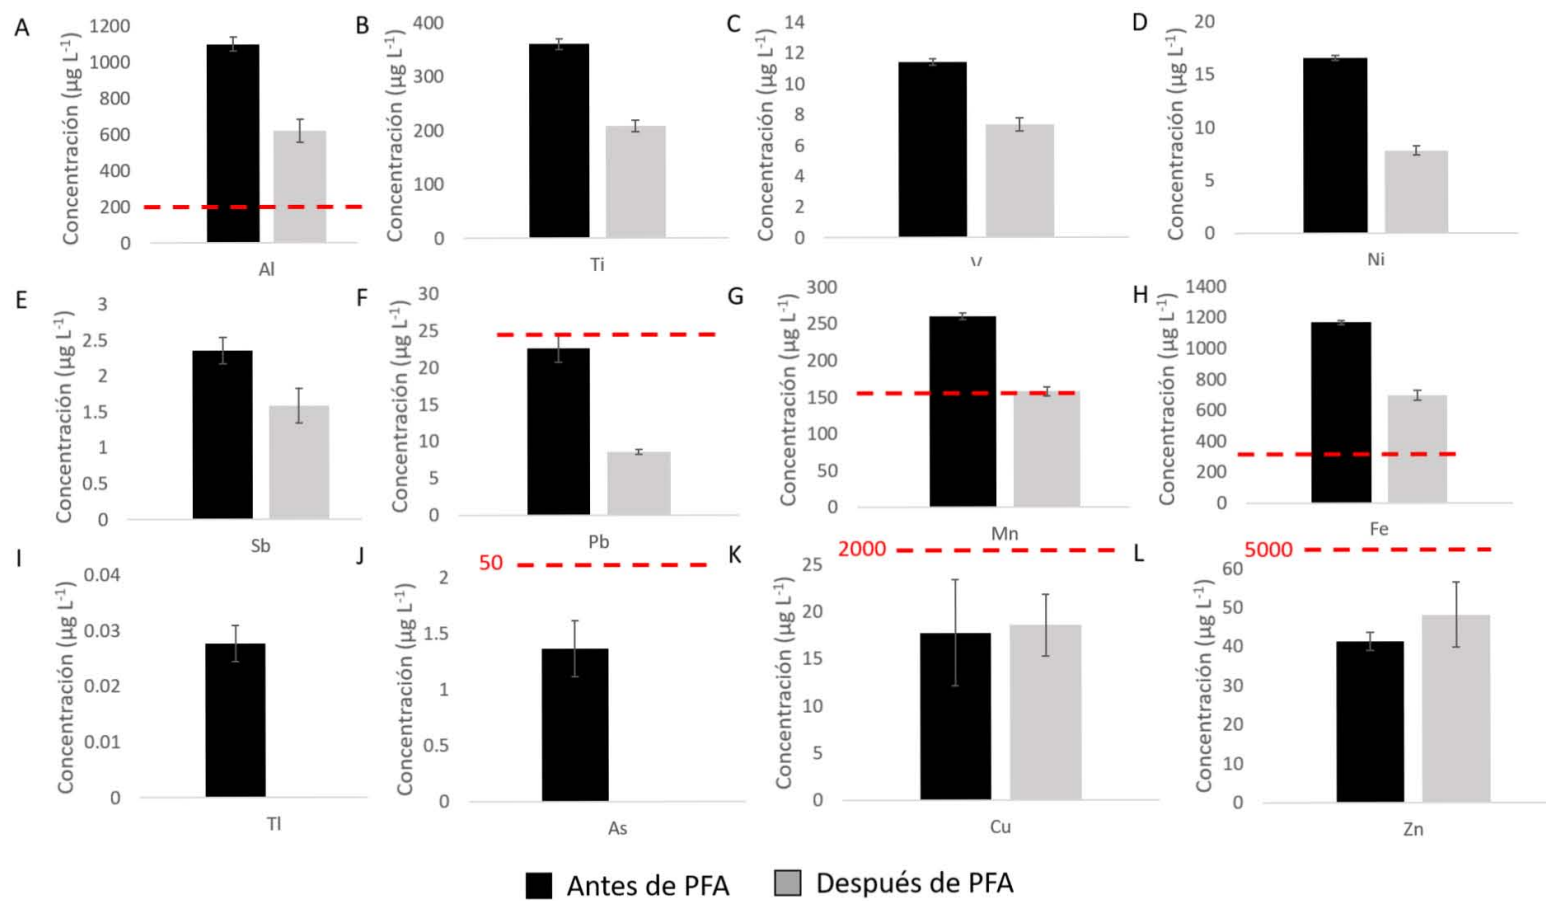 A
Concentración (µg L⁻¹)
1200
1000
800
600
400
200
0
Al
B
Concentración (µg L⁻¹)
400
300
200
100
0
Ti
C
Concentración (µg L⁻¹)
14
12
10
8
6
4
2
0
V
D
Concentración (µg L⁻¹)
20
15
10
5
0
Ni
E
Concentración (µg L⁻¹)
3
2.5
2
1.5
1
0.5
0
Sb
F
Concentración (µg L⁻¹)
30
25
20
15
10
5
0
Pb
G
Concentración (µg L⁻¹)
300
250
200
150
100
50
0
Mn
H
Concentración (µg L⁻¹)
1400
1200
1000
800
600
400
200
0
Fe
I
Concentración (µg L⁻¹)
0.04
0.03
0.02
0.01
0
Tl
J
50
Concentración (µg L⁻¹)
2
1.5
1
0.5
0
As
K
2000
Concentración (µg L⁻¹)
25
20
15
10
5
0
Cu
L
5000
Concentración (µg L⁻¹)
60
50
40
30
20
10
0
Zn
Antes de PFA
Después de PFA